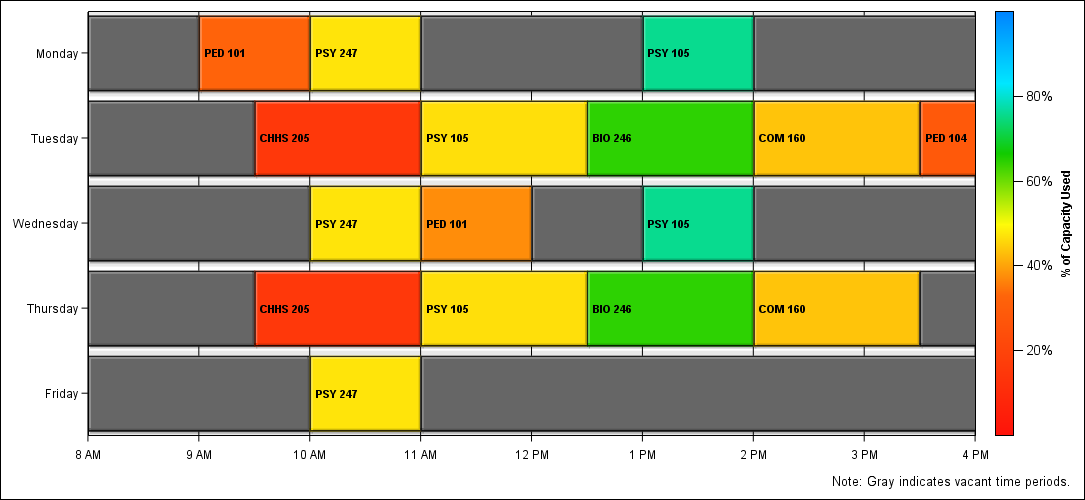 Monday
PED 101
PSY 247
PSY 105
Tuesday
CHHS 205
PSY 105
BIO 246
COM 160
PED 104
Wednesday
PSY 247
PED 101
PSY 105
Thursday
CHHS 205
PSY 105
BIO 246
COM 160
Friday
PSY 247
8 AM
9 AM
10 AM
11 AM
12 PM
1 PM
2 PM
3 PM
4 PM
80%
60%
40%
20%
% of Capacity Used
Note: Gray indicates vacant time periods.